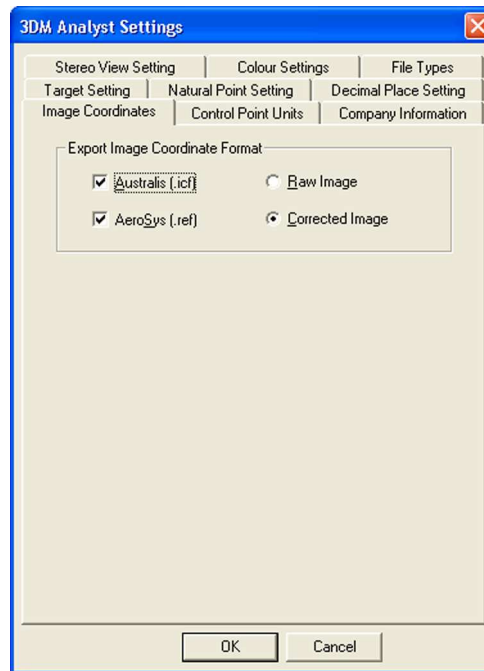 3DM Analyst Settings
Stereo View Setting Colour Settings File Types
Target Setting Natural Point Setting Decimal Place Setting
Image Coordinates Control Point Units Company Information
Export Image Coordinate Format
Australis (.icf) Raw Image
AeroSys (.ref) Corrected Image
OK Cancel